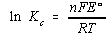 ln K_c = nFE°/RT